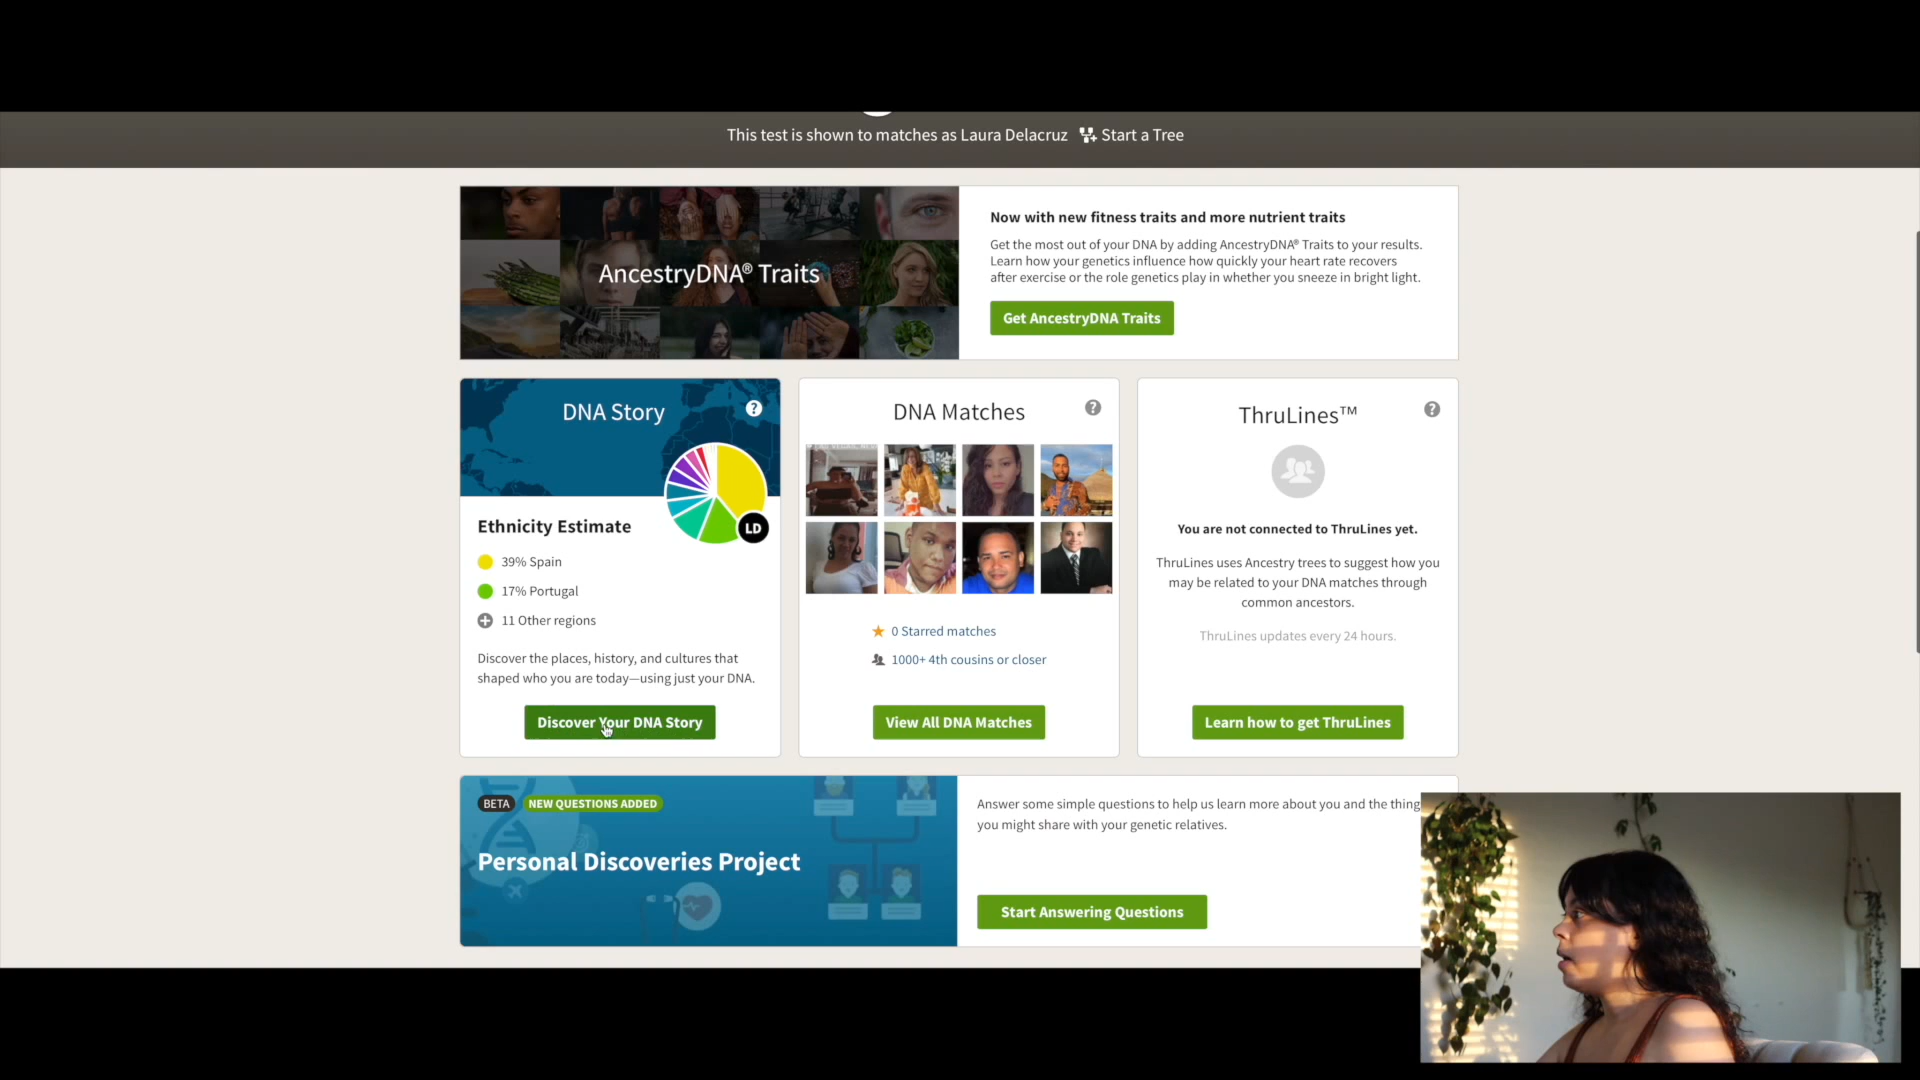 This test is shown to matches as Laura Delacruz Start a Tree
AncestryDNA® Traits
Now with new fitness traits and more nutrient traits
Get the most out of your DNA by adding AncestryDNA® Traits to your results.
Learn how your genetics influence how quickly your heart rate recovers
after exercise or the role genetics play in whether you sneeze in bright light.
Get AncestryDNA Traits
DNA Story
?
LD
Ethnicity Estimate
39% Spain
17% Portugal
11 Other regions
Discover the places, history, and cultures that
shaped who you are today—using just your DNA.
Discover Your DNA Story
DNA Matches
?
0 Starred matches
1000+ 4th cousins or closer
View All DNA Matches
ThruLines™
?
You are not connected to ThruLines yet.
ThruLines uses Ancestry trees to suggest how you
may be related to your DNA matches through
common ancestors.
ThruLines updates every 24 hours.
Learn how to get ThruLines
BETA NEW QUESTIONS ADDED
Personal Discoveries Project
Answer some simple questions to help us learn more about you and the thing
you might share with your genetic relatives.
Start Answering Questions